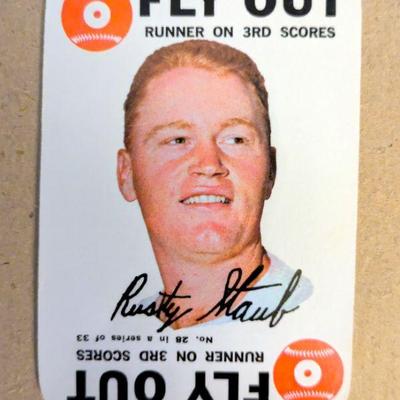 FLY OUT
RUNNER ON 3RD SCORES
Rusty Staub
No. 28 in a series of 33
RUNNER ON 3RD SCORES
FLY OUT